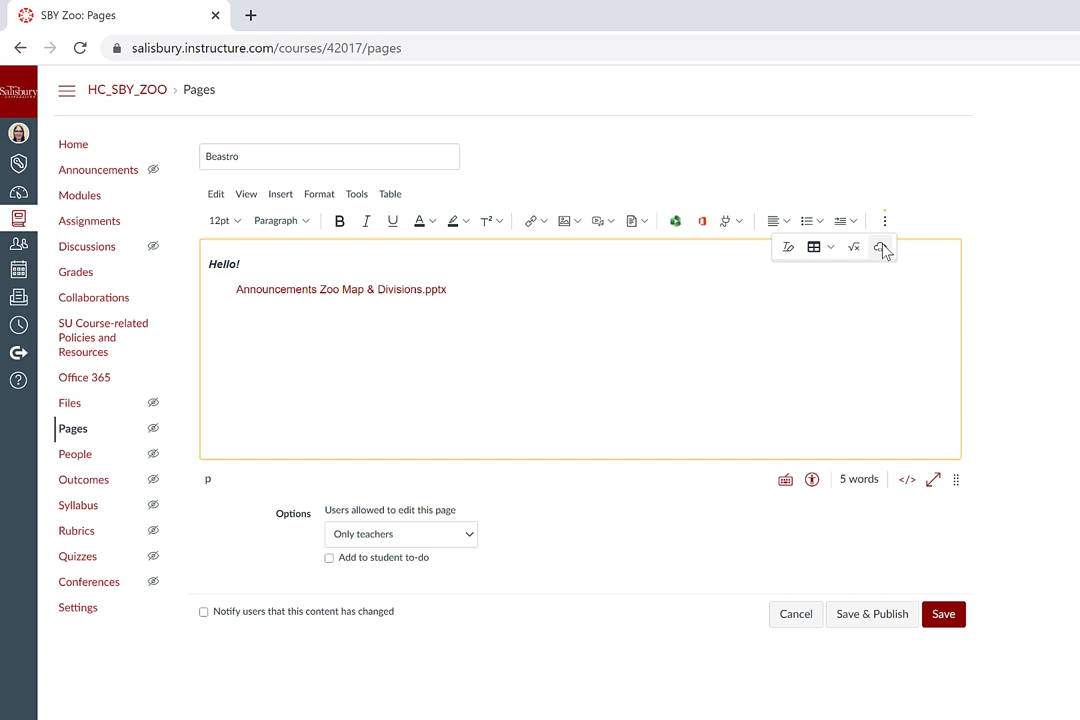 SBY Zoo: Pages
salisbury.instructure.com/courses/42017/pages
Salisbury
HC_SBY_ZOO › Pages
Home
Announcements
Modules
Assignments
Discussions
Grades
Collaborations
SU Course-related
Policies and
Resources
Office 365
Files
Pages
People
Outcomes
Syllabus
Rubrics
Quizzes
Conferences
Settings
Beastro
Edit View Insert Format Tools Table
12pt Paragraph B I U A T²
√x
Hello!
Announcements Zoo Map & Divisions.pptx
p
5 words </>
Options Users allowed to edit this page
Only teachers
Add to student to-do
Notify users that this content has changed
Cancel Save & Publish Save